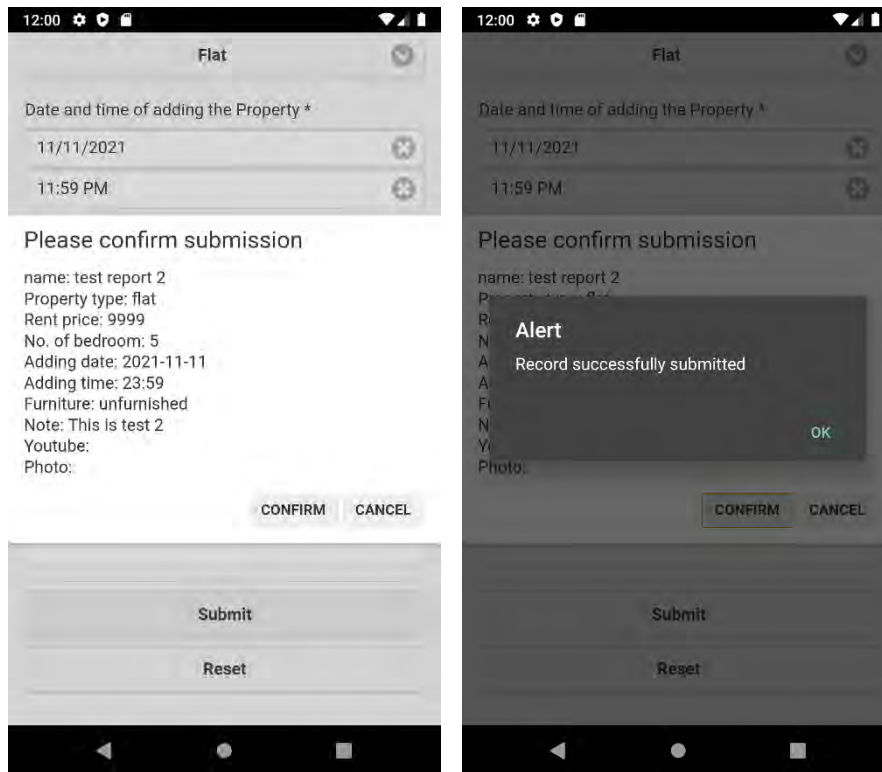 12:00
Flat
Date and time of adding the Property *
11/11/2021
11:59 PM
Please confirm submission
name: test report 2
Property type: flat
Rent price: 9999
No. of bedroom: 5
Adding date: 2021-11-11
Adding time: 23:59
Furniture: unfurnished
Note: This is test 2
Youtube:
Photo:
CONFIRM CANCEL
Submit
Reset
12:00
Flat
Date and time of adding the Property *
11/11/2021
11:59 PM
Please confirm submission
name: test report 2
Alert
Record successfully submitted
OK
Photo:
CONFIRM CANCEL
Submit
Reset